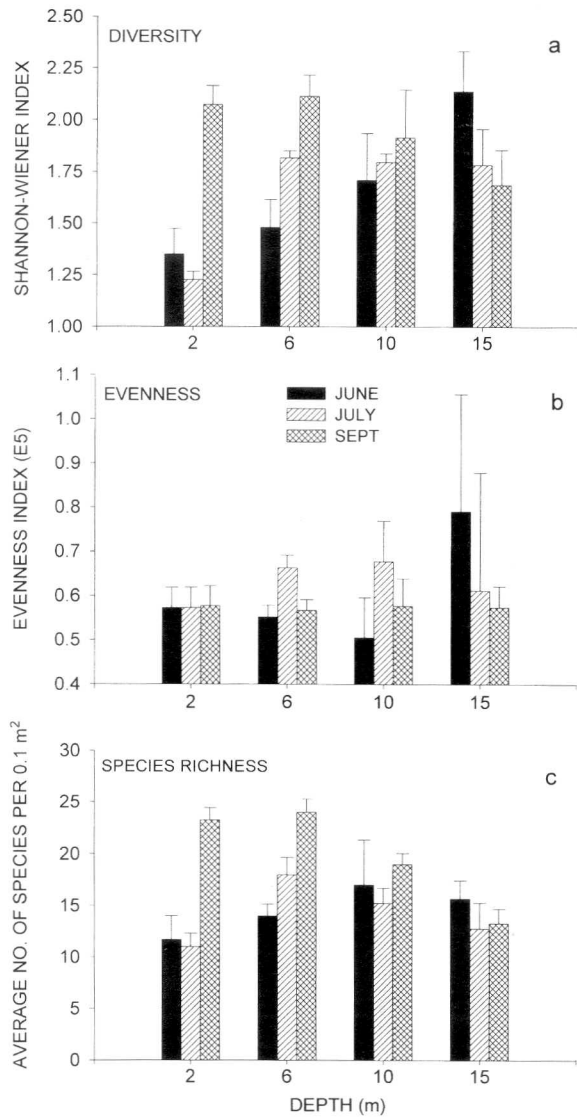 DIVERSITY
a
SHANNON-WIENER INDEX
2.50
2.25
2.00
1.75
1.50
1.25
1.00
2 6 10 15
EVENNESS
b
JUNE
JULY
SEPT
EVENNESS INDEX (E5)
1.1
1.0
0.9
0.8
0.7
0.6
0.5
0.4
2 6 10 15
SPECIES RICHNESS
c
AVERAGE NO. OF SPECIES PER 0.1 m²
30
25
20
15
10
5
0
2 6 10 15
DEPTH (m)